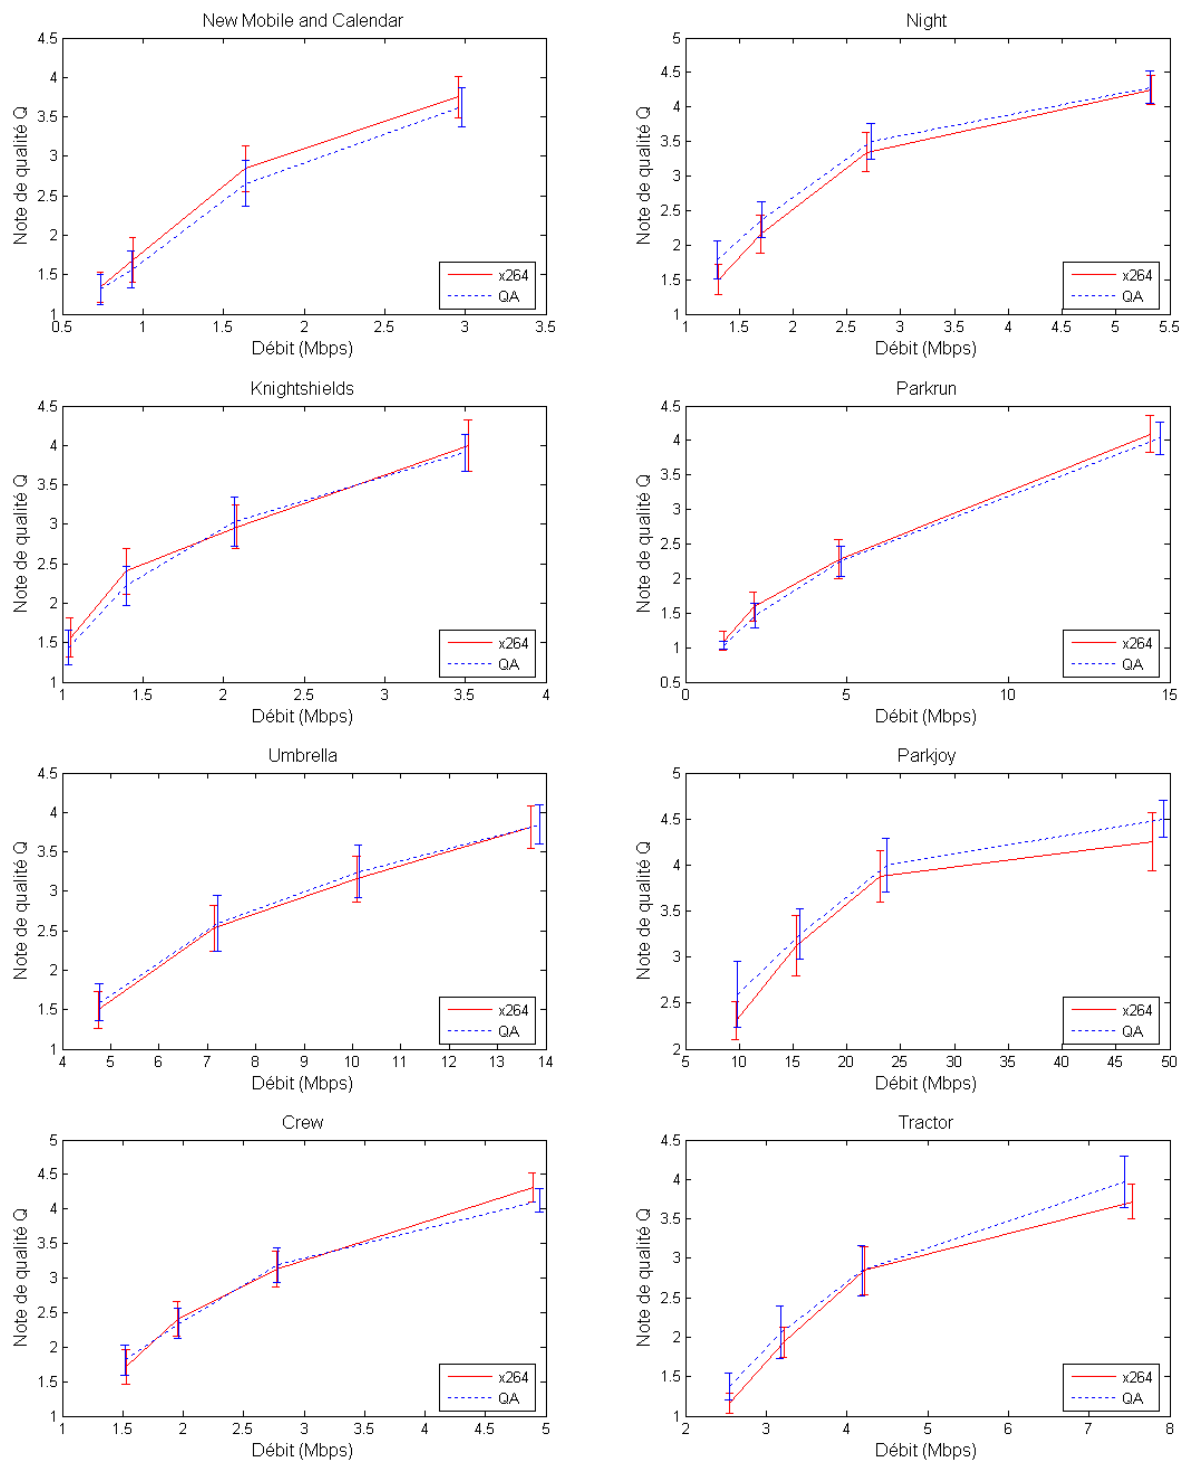 New Mobile and Calendar
4.5
4
3.5
3
2.5
2
1.5
1
Note de qualité Q
0.5 1 1.5 2 2.5 3 3.5
Débit (Mbps)
x264
QA
Night
5
4.5
4
3.5
3
2.5
2
1.5
1
Note de qualité Q
1 1.5 2 2.5 3 3.5 4 4.5 5 5.5
Débit (Mbps)
x264
QA
Knightshields
4.5
4
3.5
3
2.5
2
1.5
1
Note de qualité Q
1 1.5 2 2.5 3 3.5 4
Débit (Mbps)
x264
QA
Parkrun
4.5
4
3.5
3
2.5
2
1.5
1
0.5
Note de qualité Q
0 5 10 15
Débit (Mbps)
x264
QA
Umbrella
4.5
4
3.5
3
2.5
2
1.5
1
Note de qualité Q
4 5 6 7 8 9 10 11 12 13 14
Débit (Mbps)
x264
QA
Parkjoy
5
4.5
4
3.5
3
2.5
2
Note de qualité Q
5 10 15 20 25 30 35 40 45 50
Débit (Mbps)
x264
QA
Crew
5
4.5
4
3.5
3
2.5
2
1.5
1
Note de qualité Q
1 1.5 2 2.5 3 3.5 4 4.5 5
Débit (Mbps)
x264
QA
Tractor
4.5
4
3.5
3
2.5
2
1.5
1
Note de qualité Q
2 3 4 5 6 7 8
Débit (Mbps)
x264
QA